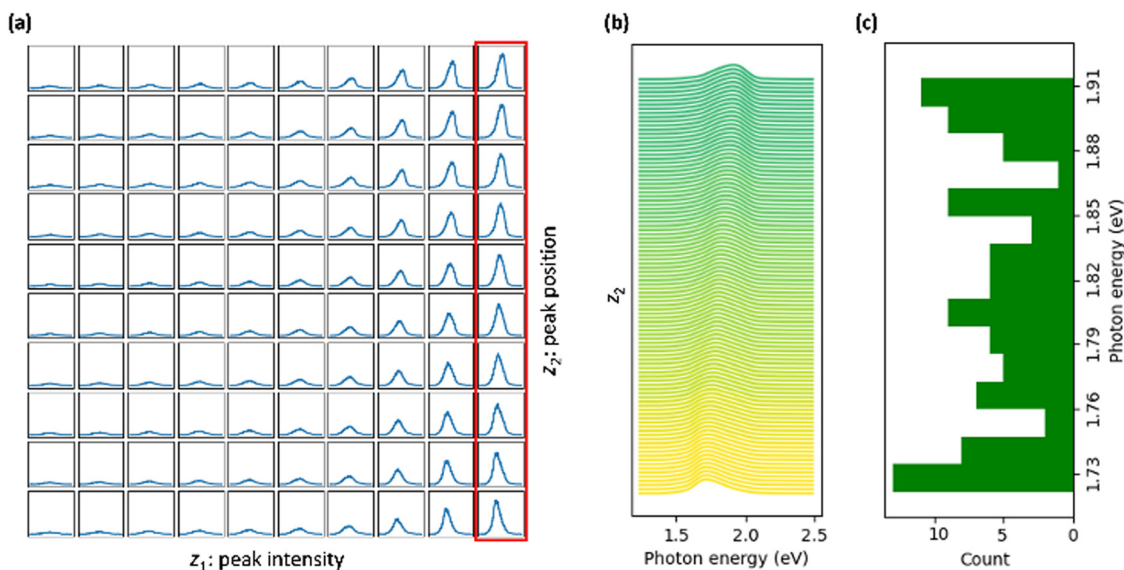 (a)
z₁: peak intensity
z₂: peak position
(b)
z₂
1.5 2.0 2.5
Photon energy (eV)
(c)
1.91
1.88
1.85
1.82
1.79
1.76
1.73
Photon energy (eV)
10 5 0
Count